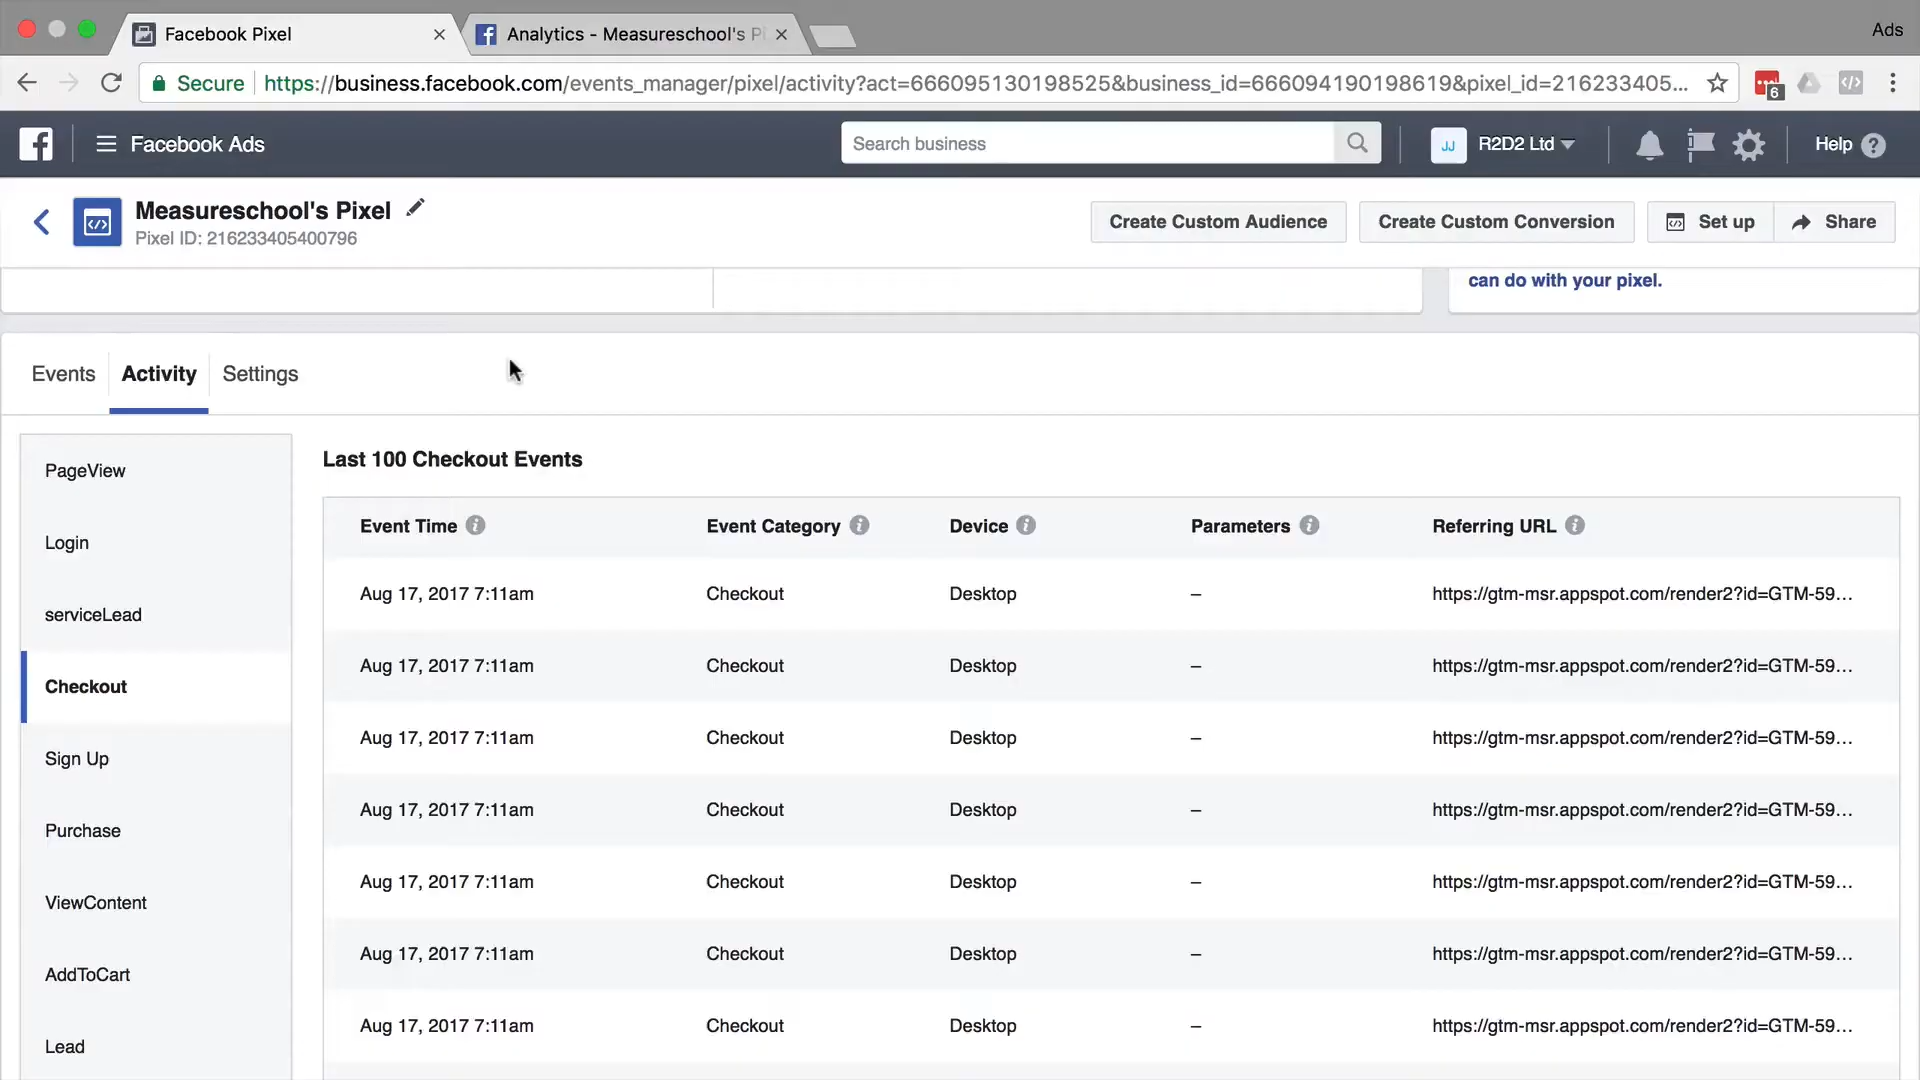 Facebook Pixel
Analytics - Measureschool's P
Ads
Secure https://business.facebook.com/events_manager/pixel/activity?act=666095130198525&business_id=666094190198619&pixel_id=216233405...
6
Facebook Ads
Search business
JJ
R2D2 Ltd
Help ?
Measureschool's Pixel
Pixel ID: 216233405400796
Create Custom Audience
Create Custom Conversion
Set up
Share
can do with your pixel.
Events Activity Settings
PageView
Login
serviceLead
Checkout
Sign Up
Purchase
ViewContent
AddToCart
Lead
Last 100 Checkout Events
Event Time i Event Category i Device i Parameters i Referring URL i
Aug 17, 2017 7:11am Checkout Desktop – https://gtm-msr.appspot.com/render2?id=GTM-59...
Aug 17, 2017 7:11am Checkout Desktop – https://gtm-msr.appspot.com/render2?id=GTM-59...
Aug 17, 2017 7:11am Checkout Desktop – https://gtm-msr.appspot.com/render2?id=GTM-59...
Aug 17, 2017 7:11am Checkout Desktop – https://gtm-msr.appspot.com/render2?id=GTM-59...
Aug 17, 2017 7:11am Checkout Desktop – https://gtm-msr.appspot.com/render2?id=GTM-59...
Aug 17, 2017 7:11am Checkout Desktop – https://gtm-msr.appspot.com/render2?id=GTM-59...
Aug 17, 2017 7:11am Checkout Desktop – https://gtm-msr.appspot.com/render2?id=GTM-59...